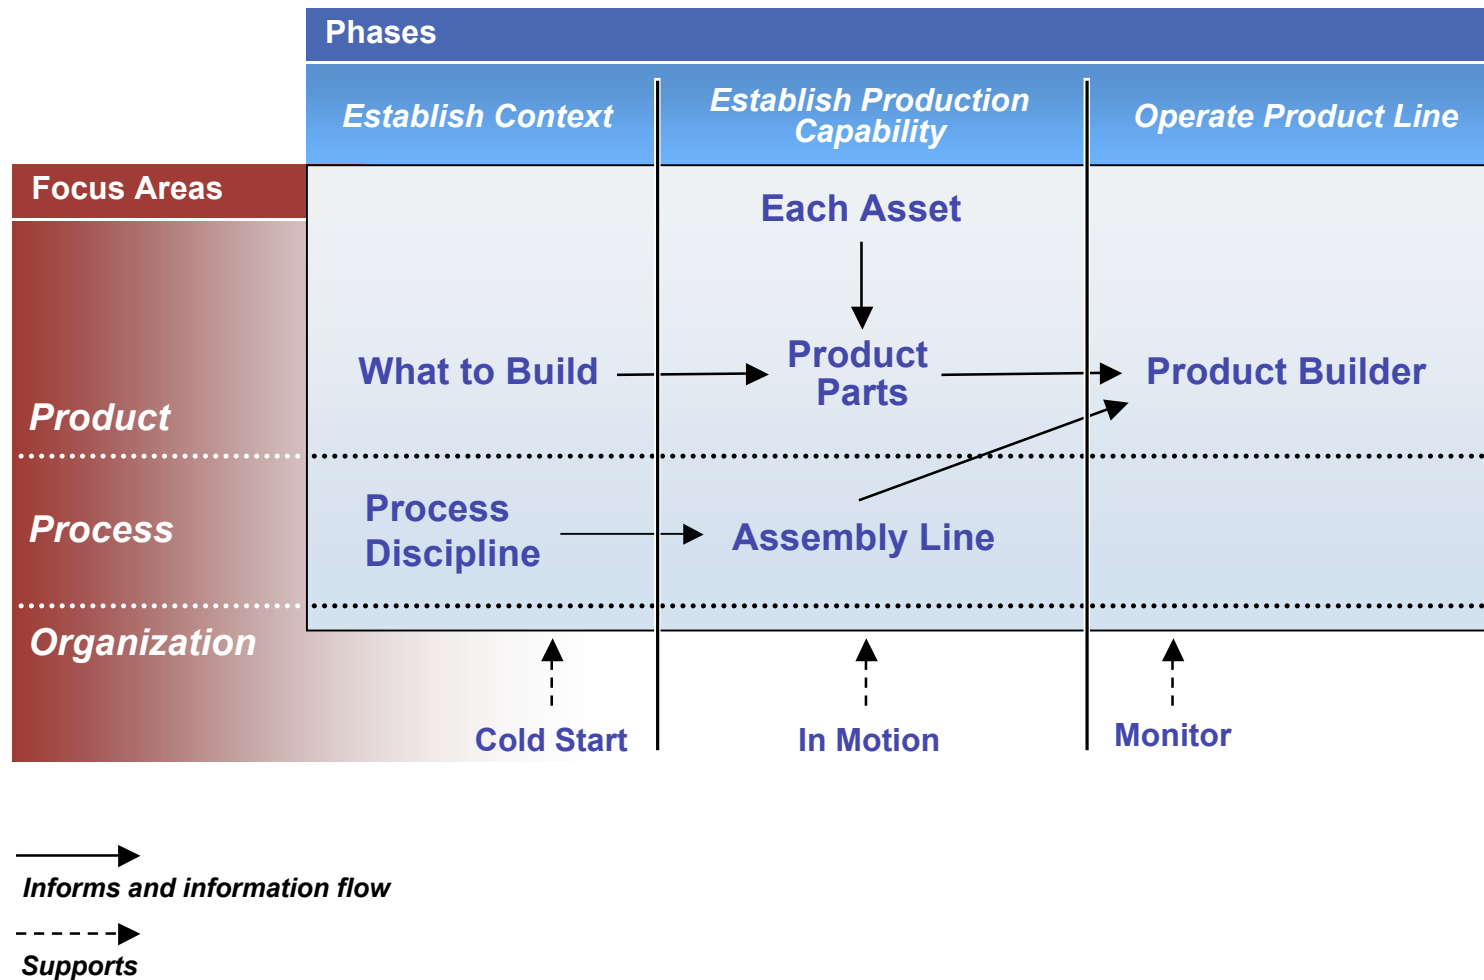 Phases
Establish Context
Establish Production
Capability
Operate Product Line
Focus Areas
Each Asset
What to Build
Product
Parts
Product Builder
Product
Process
Discipline
Assembly Line
Process
Organization
Cold Start
In Motion
Monitor
Informs and information flow
Supports